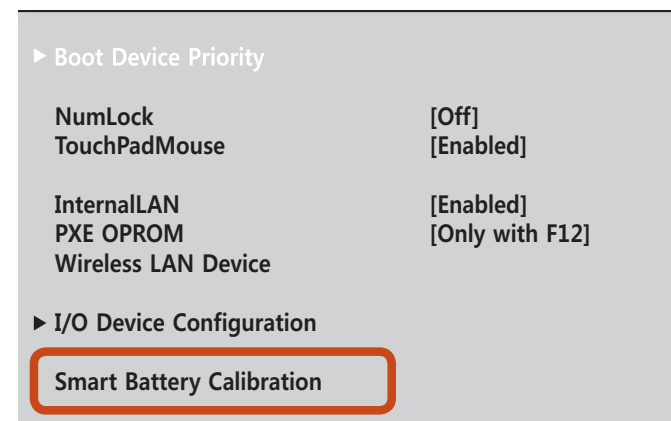 ▶ Boot Device Priority
NumLock [Off]
TouchPadMouse [Enabled]
InternalLAN [Enabled]
PXE OPROM [Only with F12]
Wireless LAN Device
▶ I/O Device Configuration
Smart Battery Calibration